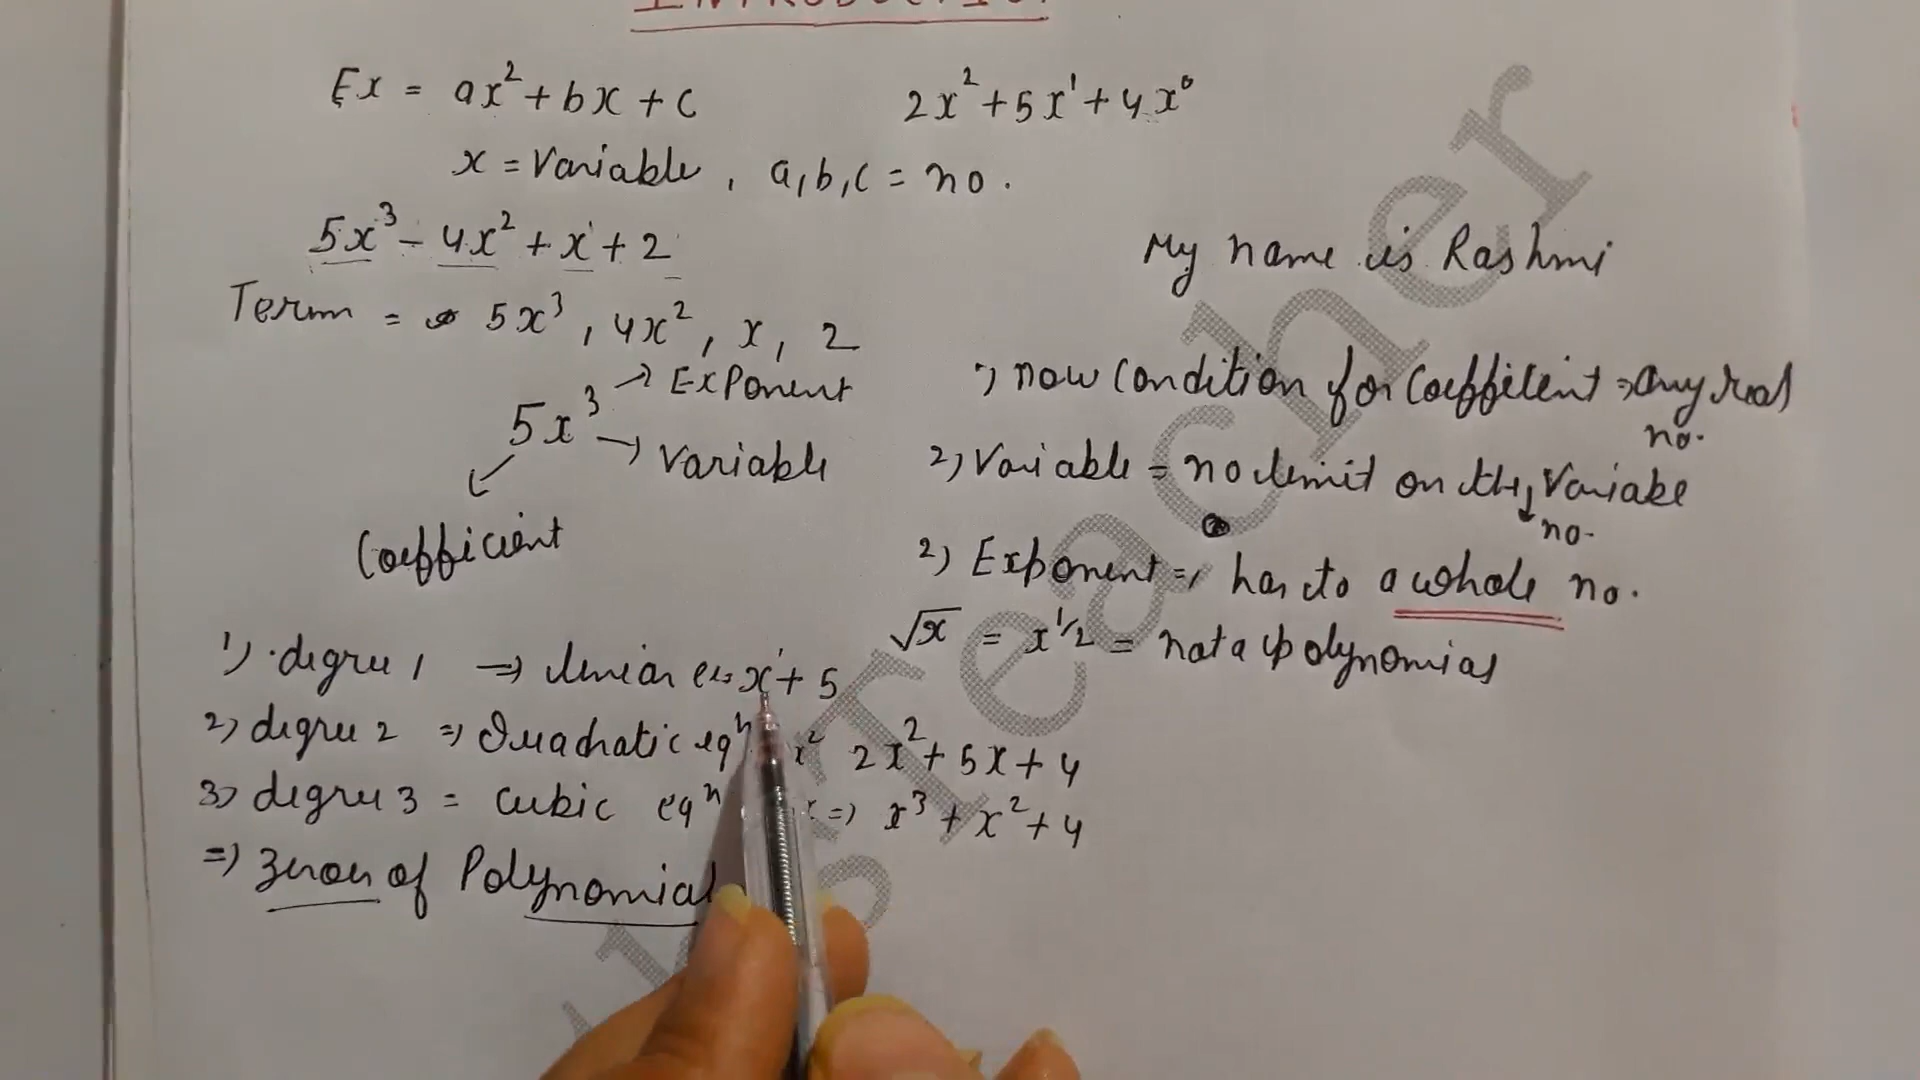 INTRODUCTION
Ex = ax² + bx + c
2x² + 5x¹ + 4x⁰
x = Variable, a, b, c = no.
5x³ - 4x² + x + 2
My name is Rashmi
Term = 5x³, 4x², x, 2
→ Exponent
5x³
→ Variable
Coefficient
1) now condition for Coefficient => any real
no.
2) Variable = no limit on the Variable
no.
2) Exponent => has to a whole no.
√x = x^1/2 = not a polynomial
1) degree 1 => linear x¹ + 5
2) degree 2 => Quadratic eqⁿ x² 2x² + 5x + 4
3) degree 3 = Cubic eqⁿ => x³ + x² + 4
=> zeroes of Polynomial
Teacher